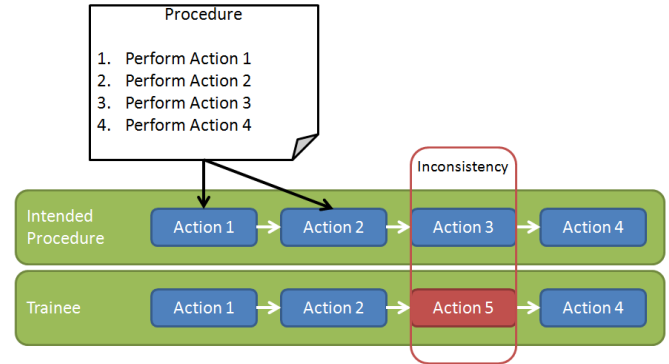 Procedure
1. Perform Action 1
2. Perform Action 2
3. Perform Action 3
4. Perform Action 4
Inconsistency
Intended
Procedure
Action 1
Action 2
Action 3
Action 4
Trainee
Action 1
Action 2
Action 5
Action 4